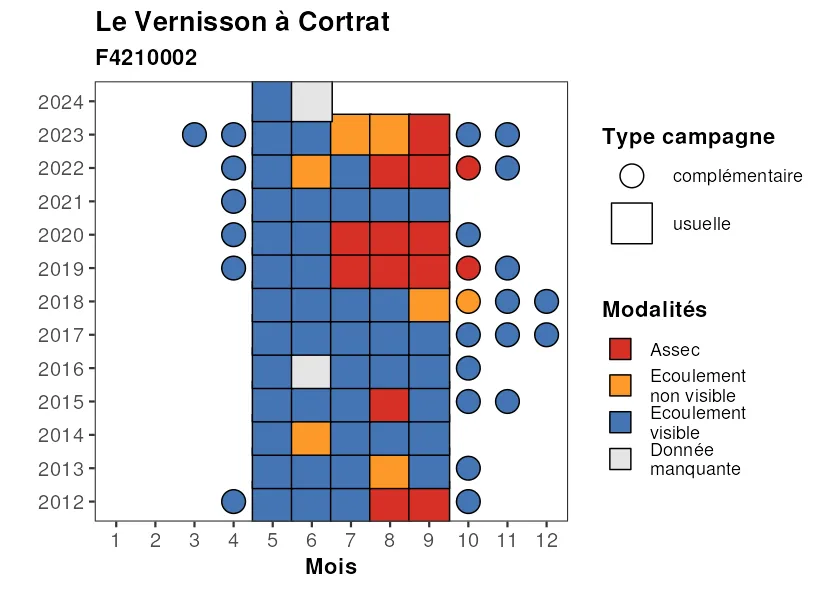 Le Vernisson à Cortrat
F4210002
2024
2023
2022
2021
2020
2019
2018
2017
2016
2015
2014
2013
2012
1 2 3 4 5 6 7 8 9 10 11 12
Mois
Type campagne
complémentaire
usuelle
Modalités
Assec
Ecoulement
non visible
Ecoulement
visible
Donnée
manquante